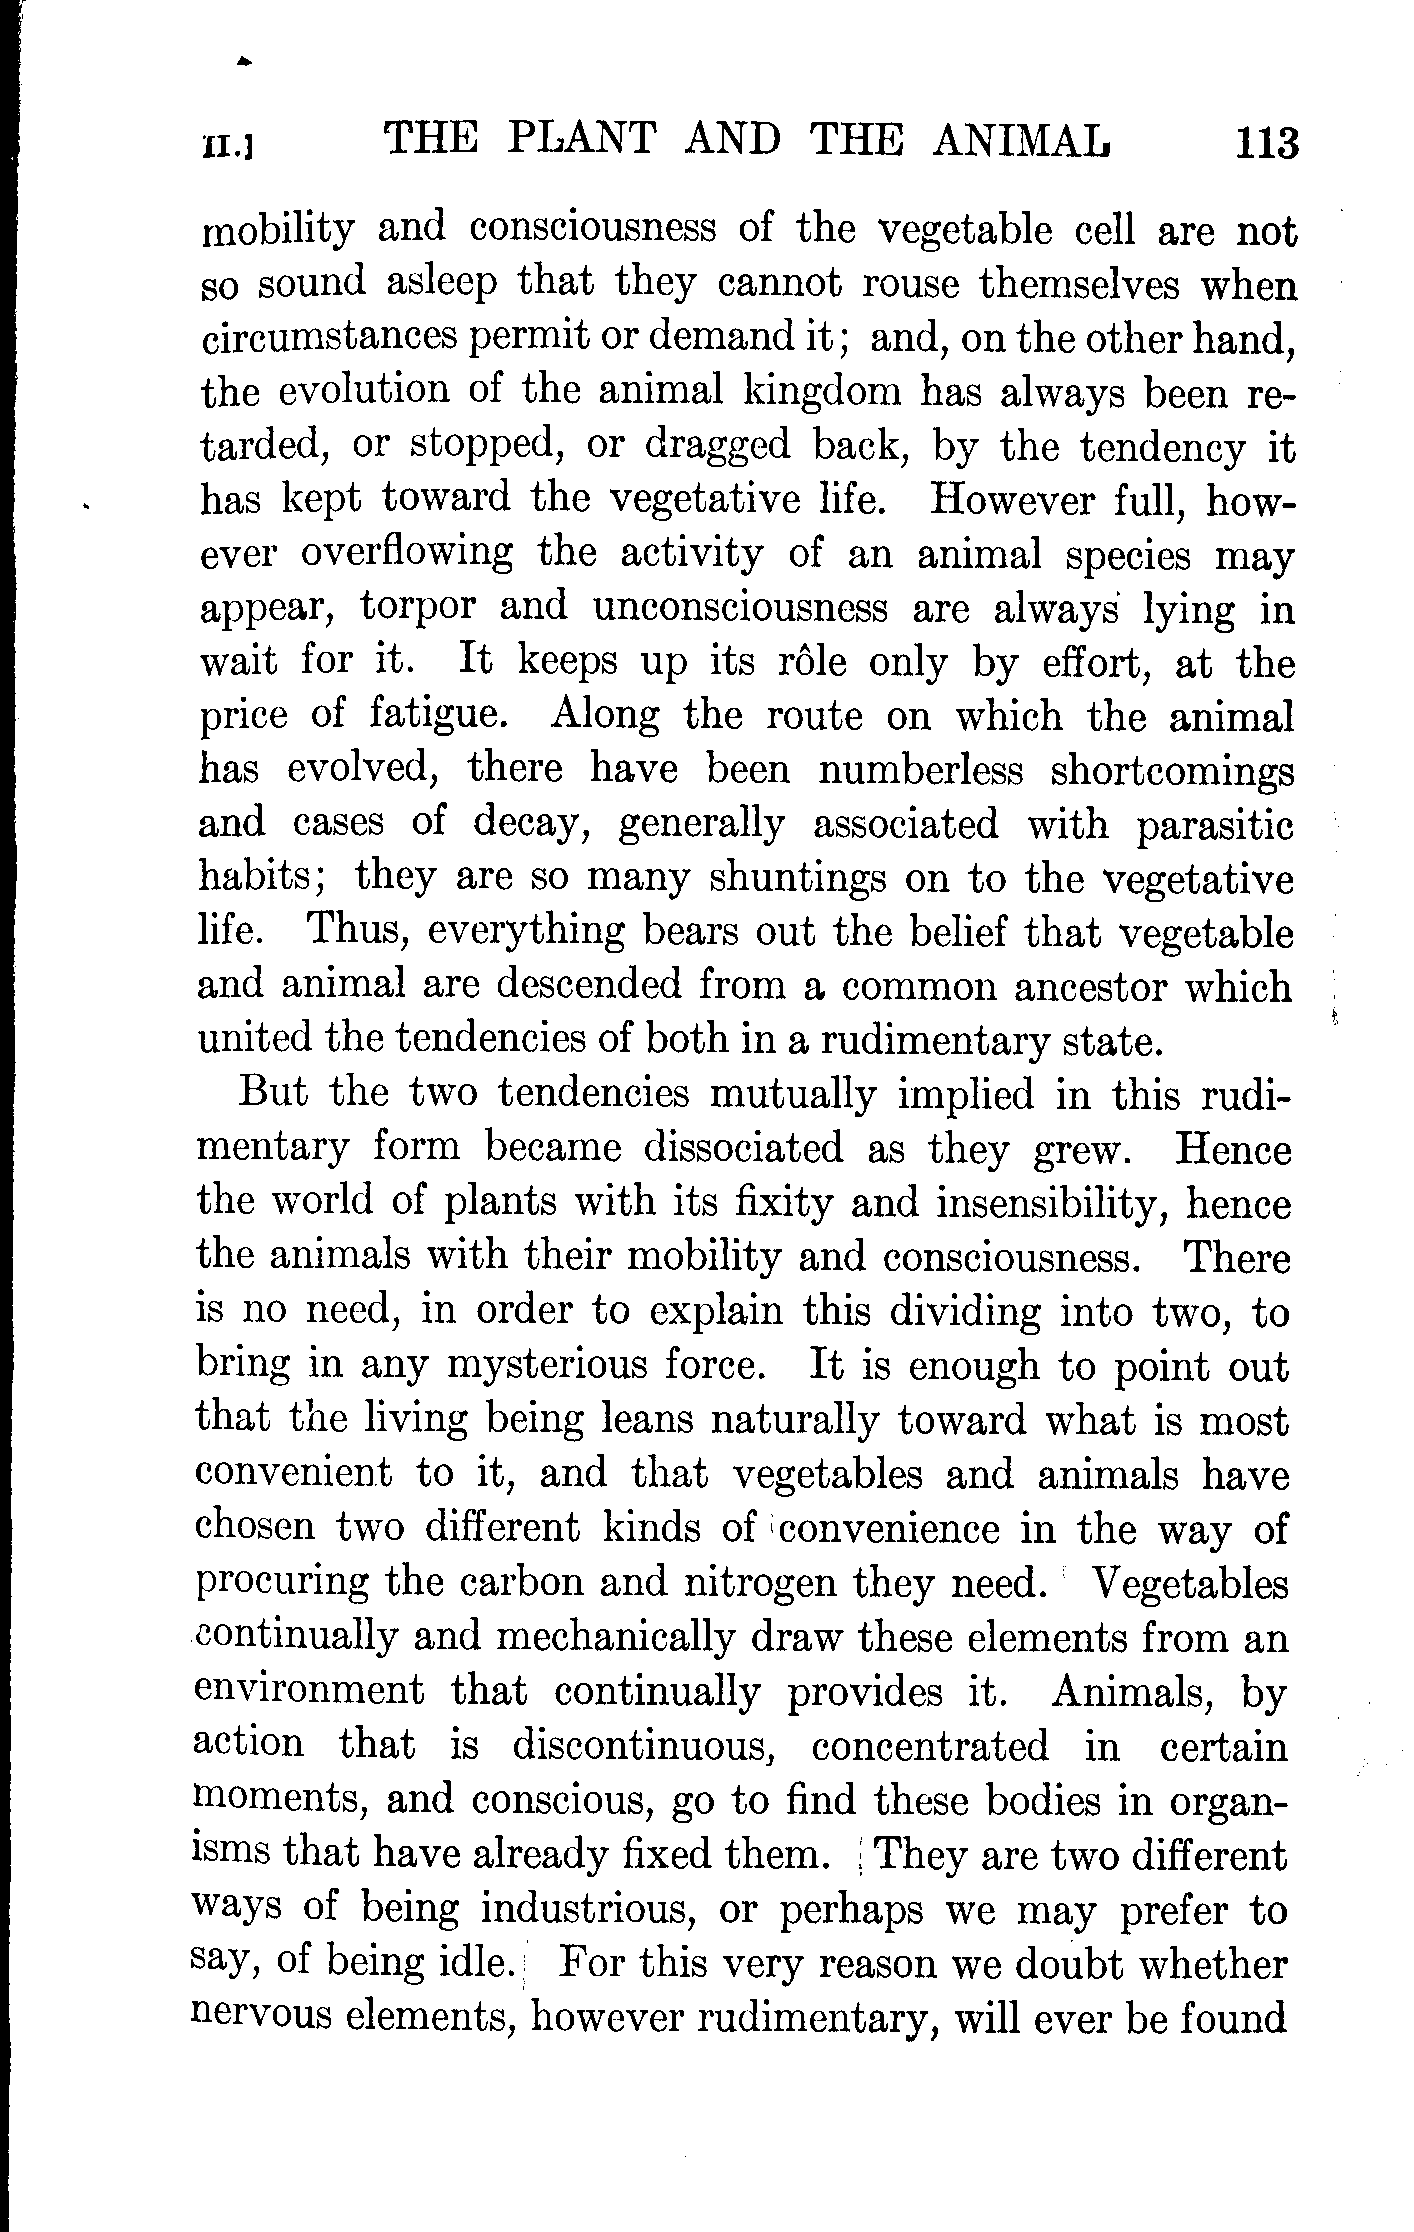 II.] THE PLANT AND THE ANIMAL 113
mobility and consciousness of the vegetable cell are not
so sound asleep that they cannot rouse themselves when
circumstances permit or demand it; and, on the other hand,
the evolution of the animal kingdom has always been re-
tarded, or stopped, or dragged back, by the tendency it
has kept toward the vegetative life. However full, how-
ever overflowing the activity of an animal species may
appear, torpor and unconsciousness are always lying in
wait for it. It keeps up its rôle only by effort, at the
price of fatigue. Along the route on which the animal
has evolved, there have been numberless shortcomings
and cases of decay, generally associated with parasitic
habits; they are so many shuntings on to the vegetative
life. Thus, everything bears out the belief that vegetable
and animal are descended from a common ancestor which
united the tendencies of both in a rudimentary state.
But the two tendencies mutually implied in this rudi-
mentary form became dissociated as they grew. Hence
the world of plants with its fixity and insensibility, hence
the animals with their mobility and consciousness. There
is no need, in order to explain this dividing into two, to
bring in any mysterious force. It is enough to point out
that the living being leans naturally toward what is most
convenient to it, and that vegetables and animals have
chosen two different kinds of convenience in the way of
procuring the carbon and nitrogen they need. Vegetables
continually and mechanically draw these elements from an
environment that continually provides it. Animals, by
action that is discontinuous, concentrated in certain
moments, and conscious, go to find these bodies in organ-
isms that have already fixed them. They are two different
ways of being industrious, or perhaps we may prefer to
say, of being idle. For this very reason we doubt whether
nervous elements, however rudimentary, will ever be found